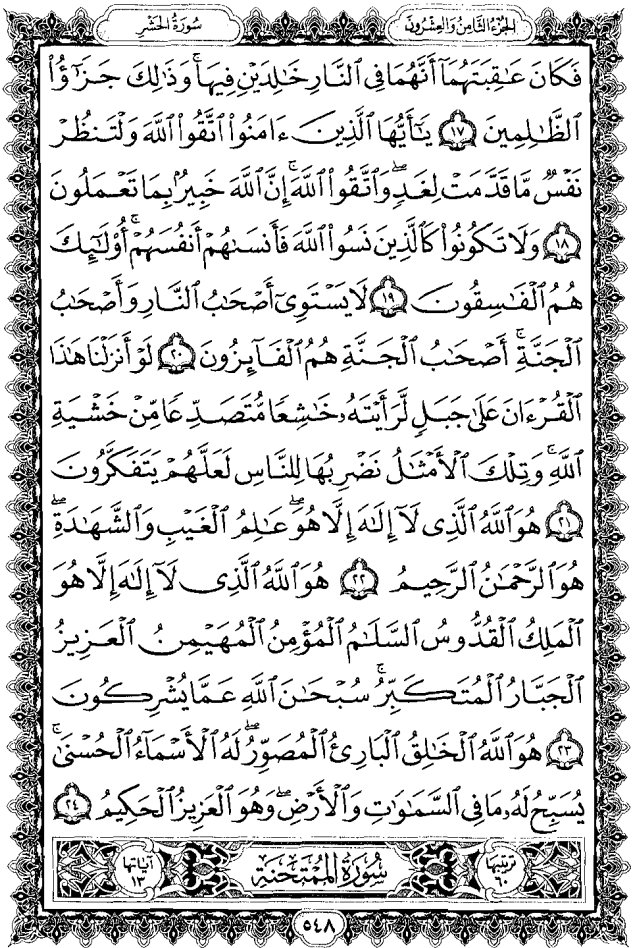 الجزء الثامن والعشرون
سورة الحشر
فَكَانَ عَٰقِبَتَهُمَآ أَنَّهُمَا فِى ٱلنَّارِ خَٰلِدَيْنِ فِيهَا ۚ وَذَٰلِكَ جَزَٰٓؤُا۟
ٱلظَّٰلِمِينَ ١٧ يَٰٓأَيُّهَا ٱلَّذِينَ ءَامَنُوا۟ ٱتَّقُوا۟ ٱللَّهَ وَلْتَنظُرْ
نَفْسٌ مَّا قَدَّمَتْ لِغَدٍ ۖ وَٱتَّقُوا۟ ٱللَّهَ ۚ إِنَّ ٱللَّهَ خَبِيرٌۢ بِمَا تَعْمَلُونَ
١٨ وَلَا تَكُونُوا۟ كَٱلَّذِينَ نَسُوا۟ ٱللَّهَ فَأَنسَىٰهُمْ أَنفُسَهُمْ ۚ أُو۟لَٰٓئِكَ
هُمُ ٱلْفَٰسِقُونَ ١٩ لَا يَسْتَوِىٓ أَصْحَٰبُ ٱلنَّارِ وَأَصْحَٰبُ
ٱلْجَنَّةِ ۚ أَصْحَٰبُ ٱلْجَنَّةِ هُمُ ٱلْفَآئِزُونَ ٢٠ لَوْ أَنزَلْنَا هَٰذَا
ٱلْقُرْءَانَ عَلَىٰ جَبَلٍ لَّرَأَيْتَهُۥ خَٰشِعًا مُّتَصَدِّعًا مِّنْ خَشْيَةِ
ٱللَّهِ ۚ وَتِلْكَ ٱلْأَمْثَٰلُ نَضْرِبُهَا لِلنَّاسِ لَعَلَّهُمْ يَتَفَكَّرُونَ
٢١ هُوَ ٱللَّهُ ٱلَّذِى لَآ إِلَٰهَ إِلَّا هُوَ ۖ عَٰلِمُ ٱلْغَيْبِ وَٱلشَّهَٰدَةِ ۖ
هُوَ ٱلرَّحْمَٰنُ ٱلرَّحِيمُ ٢٢ هُوَ ٱللَّهُ ٱلَّذِى لَآ إِلَٰهَ إِلَّا هُوَ
ٱلْمَلِكُ ٱلْقُدُّوسُ ٱلسَّلَٰمُ ٱلْمُؤْمِنُ ٱلْمُهَيْمِنُ ٱلْعَزِيزُ
ٱلْجَبَّارُ ٱلْمُتَكَبِّرُ ۚ سُبْحَٰنَ ٱللَّهِ عَمَّا يُشْرِكُونَ
٢٣ هُوَ ٱللَّهُ ٱلْخَٰلِقُ ٱلْبَارِئُ ٱلْمُصَوِّرُ ۖ لَهُ ٱلْأَسْمَآءُ ٱلْحُسْنَىٰ ۚ
يُسَبِّحُ لَهُۥ مَا فِى ٱلسَّمَٰوَٰتِ وَٱلْأَرْضِ ۖ وَهُوَ ٱلْعَزِيزُ ٱلْحَكِيمُ ٢٤
ترتيبها ٦٠
سورة الممتحنة
آياتها ١٣
٥٤٨